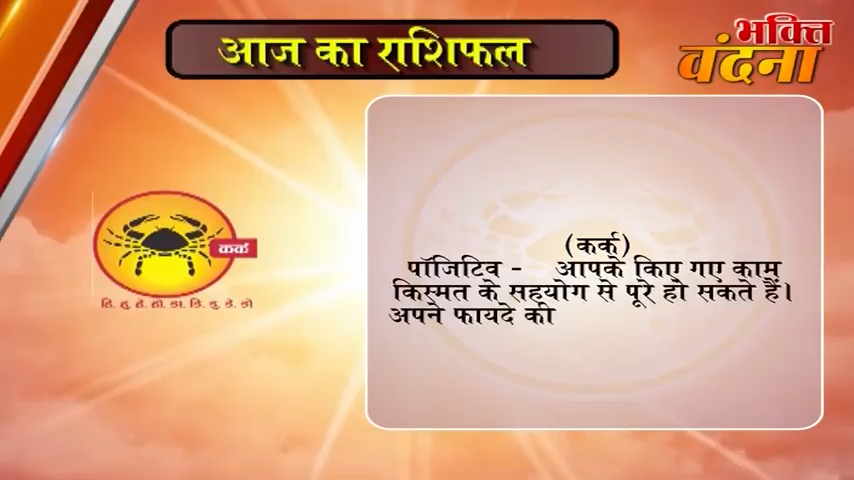 आज का राशिफल
भक्ति
वंदना
(कर्क)
पॉजिटिव - आपके किए गए काम
किस्मत के सहयोग से पूरे हो सकते हैं।
अपने फायदे की
कर्क
हि. हु. हे. हो. डा. डि. डु. डे. डो